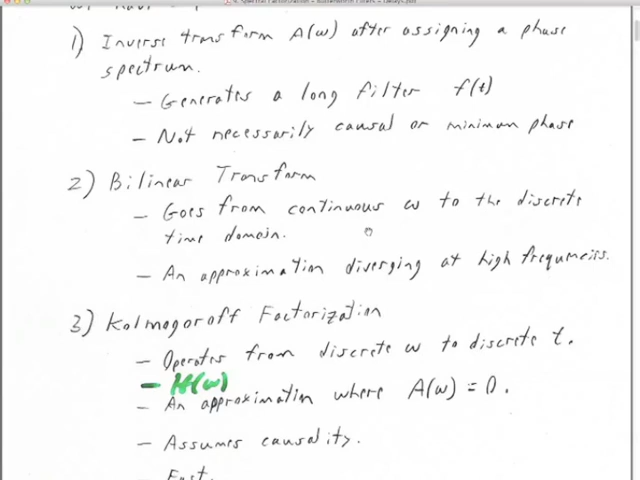 1) Inverse transform A(ω) after assigning a phase
spectrum.
— Generates a long filter f(t)
— Not necessarily causal or minimum phase
2) Bilinear Transform
— Goes from continuous ω to the discrete
time domain.
— An approximation diverging at high frequencies.
3) Kolmogoroff Factorization
— Operates from discrete ω to discrete t.
— H(ω)
— An approximation where A(ω) = 0.
— Assumes causality.
— Fast.